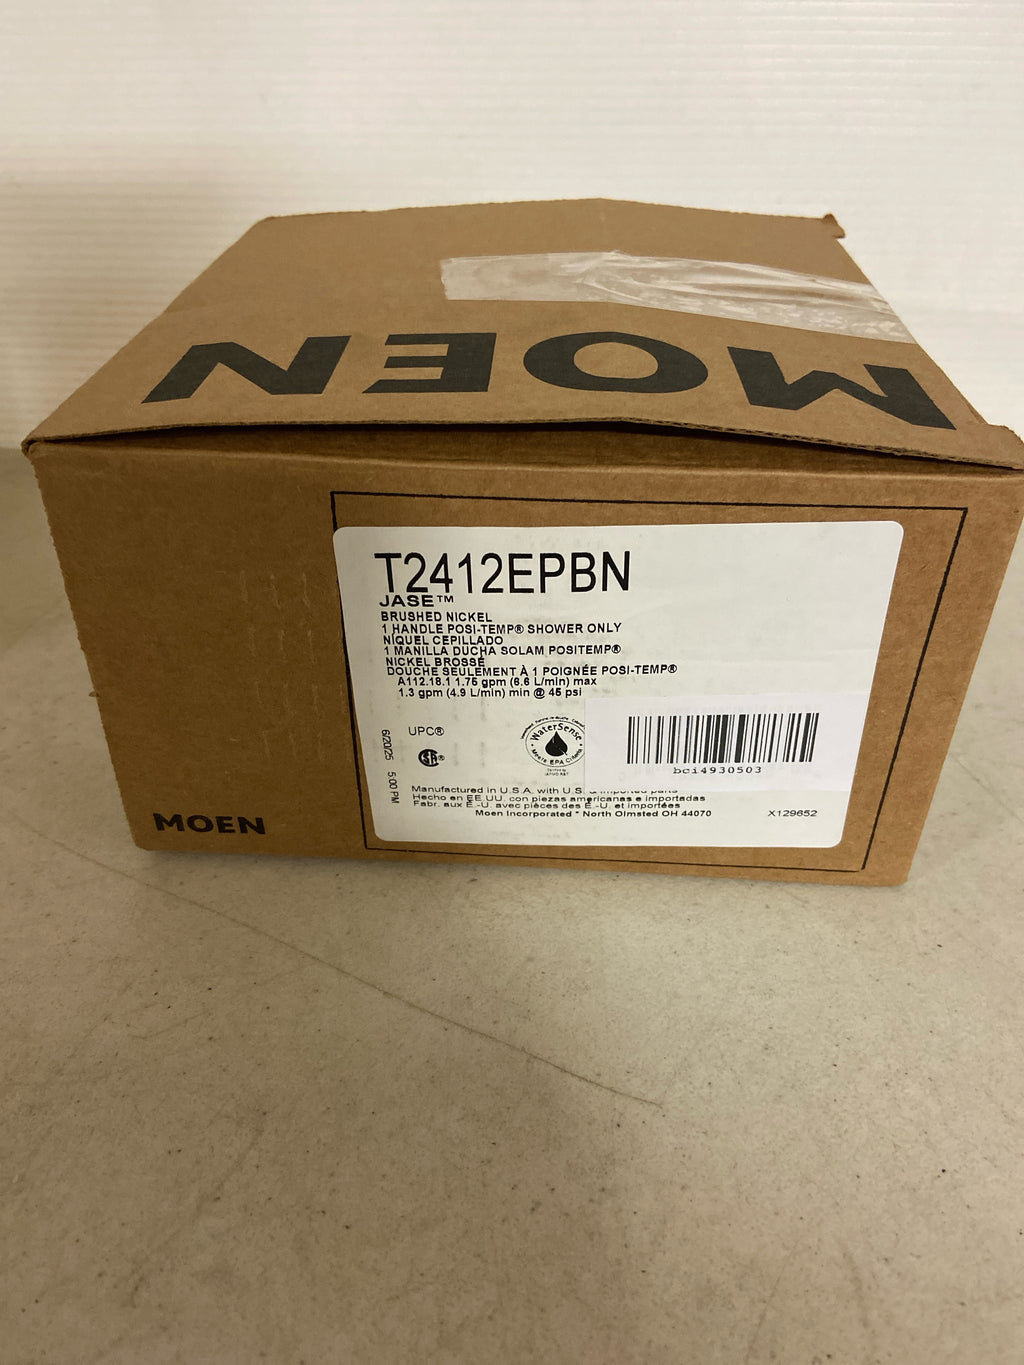 MOEN
T2412EPBN
JASE™
BRUSHED NICKEL
1 HANDLE POSI-TEMP® SHOWER ONLY
NÍQUEL CEPILLADO
1 MANILLA DUCHA SOLAM POSITEMP®
NICKEL BROSSÉ
DOUCHE SEULEMENT À 1 POIGNÉE POSI-TEMP®
A112.18.1 1.75 gpm (6.6 L/min) max
1.3 gpm (4.9 L/min) min @ 45 psi
6/20/25 5:00 PM
UPC®
WaterSense
Meets EPA Criteria
bci4930503
Manufactured in U.S.A. with U.S. & imported parts
Hecho en EE.UU. con piezas americanas e importadas
Fabr. aux É.-U. avec pièces des É.-U. et importées
Moen Incorporated * North Olmsted OH 44070
X129652
MOEN